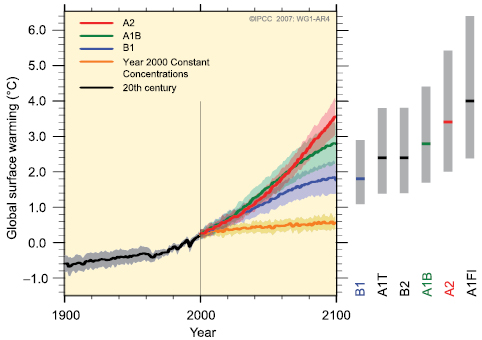 ©IPCC 2007: WG1-AR4
A2
A1B
B1
Year 2000 Constant
Concentrations
20th century
Global surface warming (°C)
6.0
5.0
4.0
3.0
2.0
1.0
0.0
–1.0
1900
2000
2100
Year
B1
A1T
B2
A1B
A2
A1FI